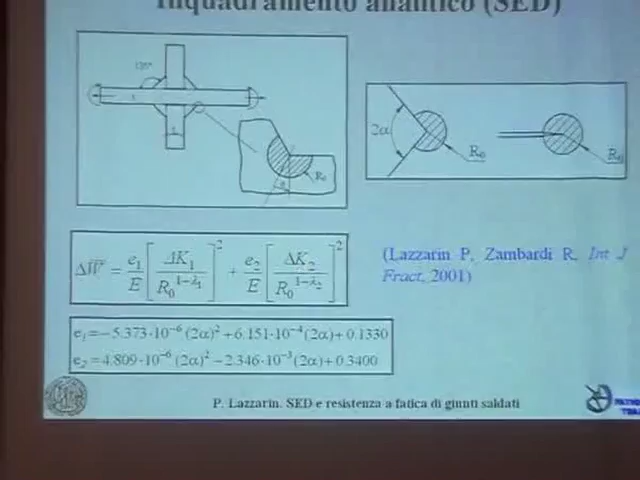 Inquadramento analitico (SED)
135°
2α
R₀
R₀
R₀
ΔW̅ = e₁/E [ΔK₁/R₀^(1-λ₁)]² + e₂/E [ΔK₂/R₀^(1-λ₂)]²
(Lazzarin P, Zambardi R, Int J
Fract, 2001)
e₁=-5.373·10⁻⁶(2α)²+6.151·10⁻⁴(2α)+0.1330
e₂=4.809·10⁻⁶(2α)²-2.346·10⁻³(2α)+0.3400
P. Lazzarin. SED e resistenza a fatica di giunti saldati